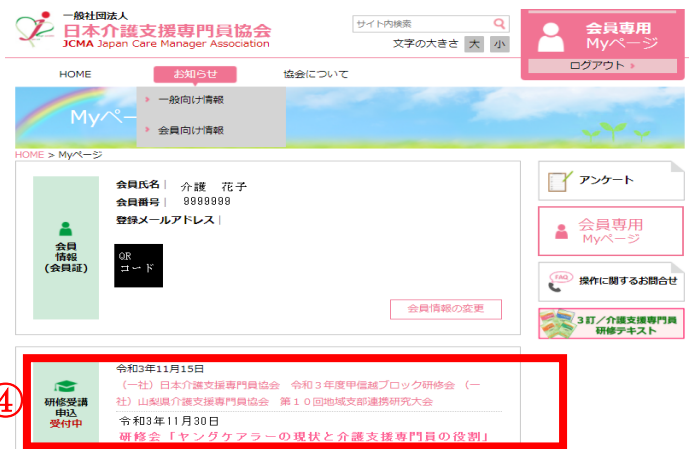 一般社団法人
日本介護支援専門員協会
JCMA Japan Care Manager Association
サイト内検索
文字の大きさ 大 小
会員専用
Myページ
ログアウト
HOME お知らせ 協会について
一般向け情報
会員向け情報
Myペー
HOME > Myページ
会員
情報
(会員証)
会員氏名| 介護 花子
会員番号| 9999999
登録メールアドレス|
QR
コード
会員情報の変更
アンケート
会員専用
Myページ
FAQ 操作に関するお問合せ
3訂/介護支援専門員
研修テキスト
④
研修受講
申込
受付中
令和3年11月15日
(一社)日本介護支援専門員協会 令和3年度甲信越ブロック研修会 (一
社)山梨県介護支援専門員協会 第10回地域支部連携研究大会
令和3年11月30日
研修会「ヤングケアラーの現状と介護支援専門員の役割」